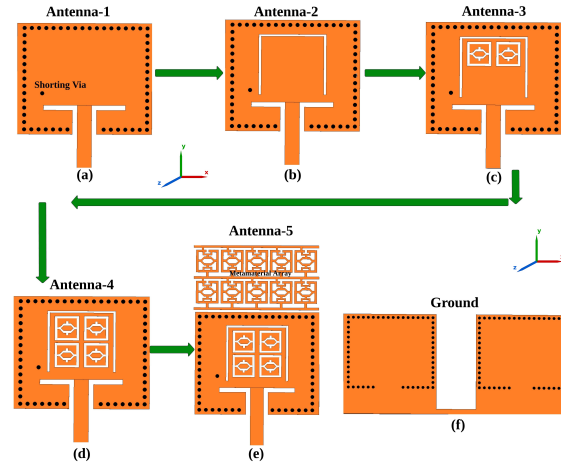 Antenna-1
Antenna-2
Antenna-3
Shorting Via
(a)
(b)
(c)
y
x
z
y
x
z
Antenna-4
Antenna-5
Metamaterial Array
Ground
(d)
(e)
(f)